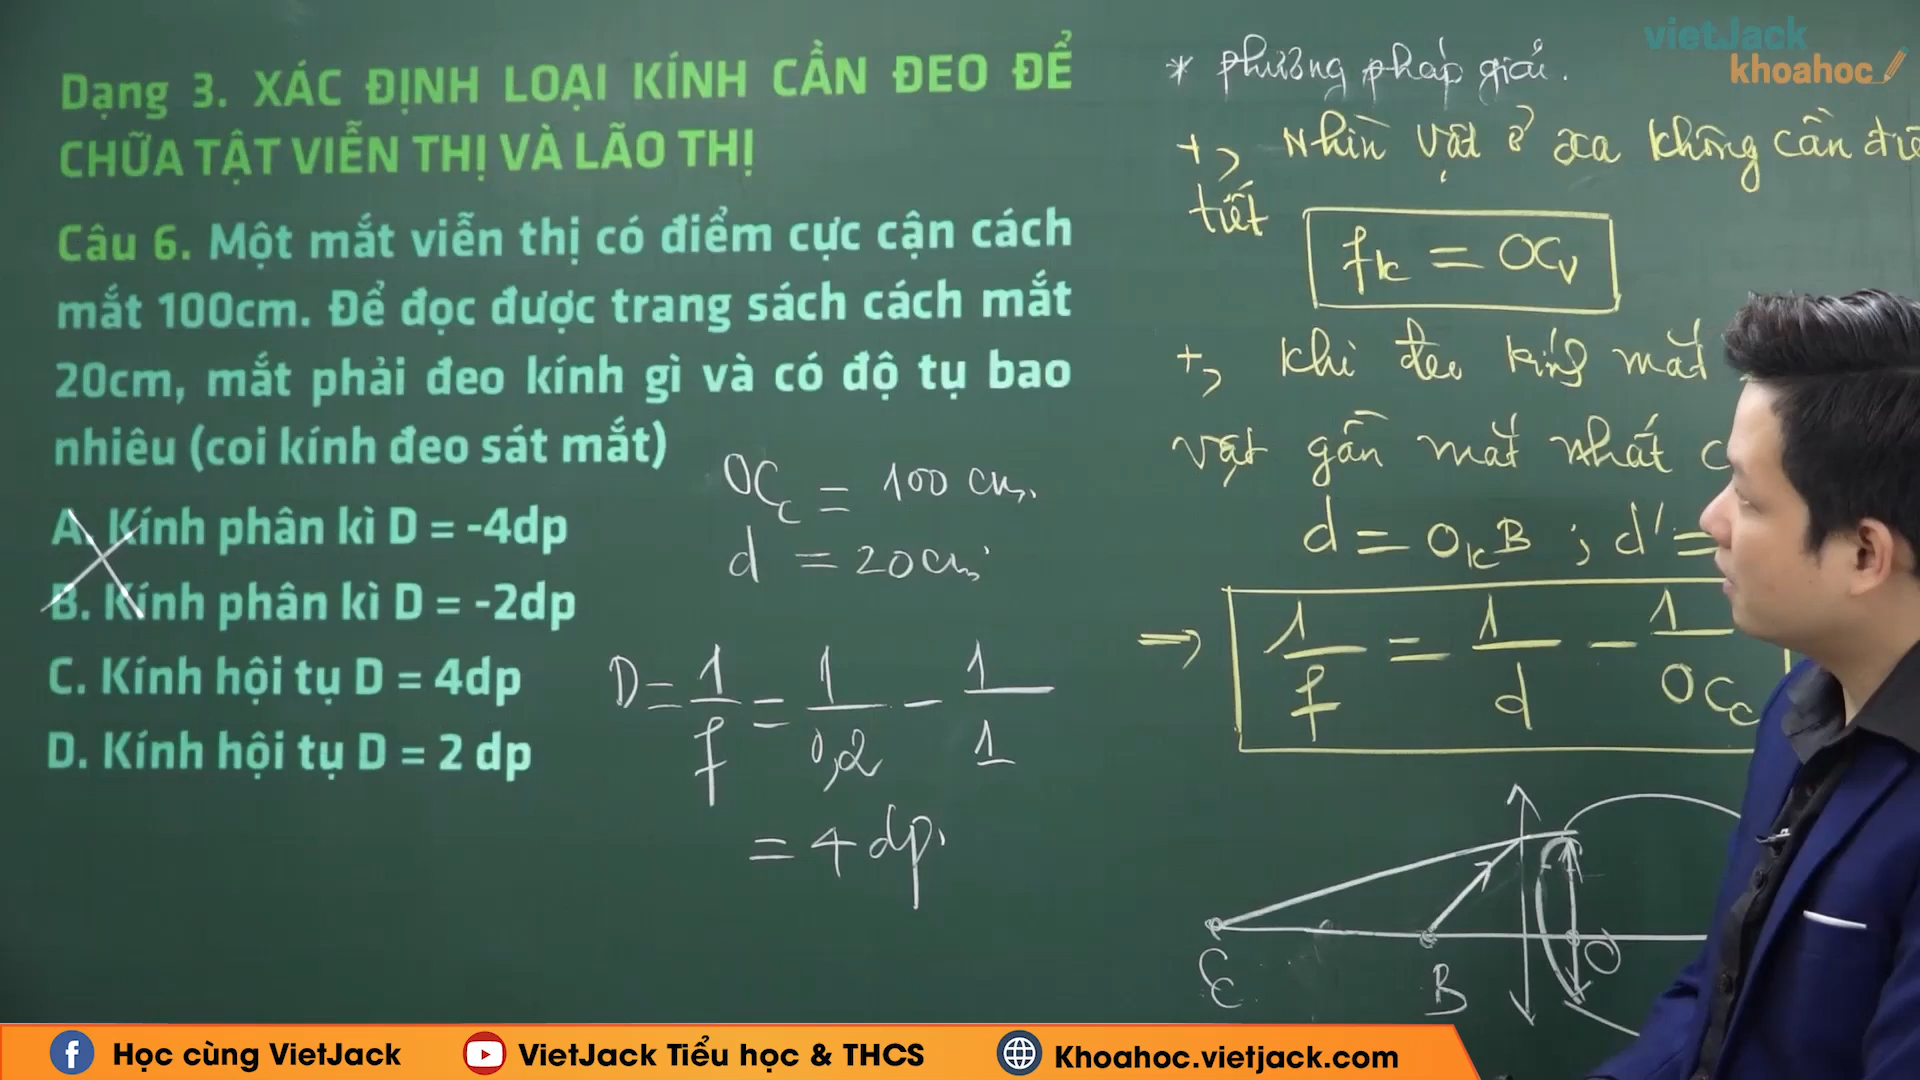 Dạng 3. XÁC ĐỊNH LOẠI KÍNH CẦN ĐEO ĐỂ
CHỮA TẬT VIỄN THỊ VÀ LÃO THỊ
Câu 6. Một mắt viễn thị có điểm cực cận cách
mắt 100cm. Để đọc được trang sách cách mắt
20cm, mắt phải đeo kính gì và có độ tụ bao
nhiêu (coi kính đeo sát mắt)
A. Kính phân kì D = -4dp
B. Kính phân kì D = -2dp
C. Kính hội tụ D = 4dp
D. Kính hội tụ D = 2 dp
OCc = 100 cm.
d = 20cm
D = 1/f = 1/0,2 - 1/1
= 4 dp.
vietJack
khoahoc
* phương pháp giải.
+, Nhìn vật ở xa không cần
tiết
fk = OCv
+, Khi đeo kính mắt
vật gần mắt nhất
d = OkB ; d' =
=> 1/f = 1/d - 1/OCc
Cc
B
O
Học cùng VietJack
VietJack Tiểu học & THCS
Khoahoc.vietjack.com